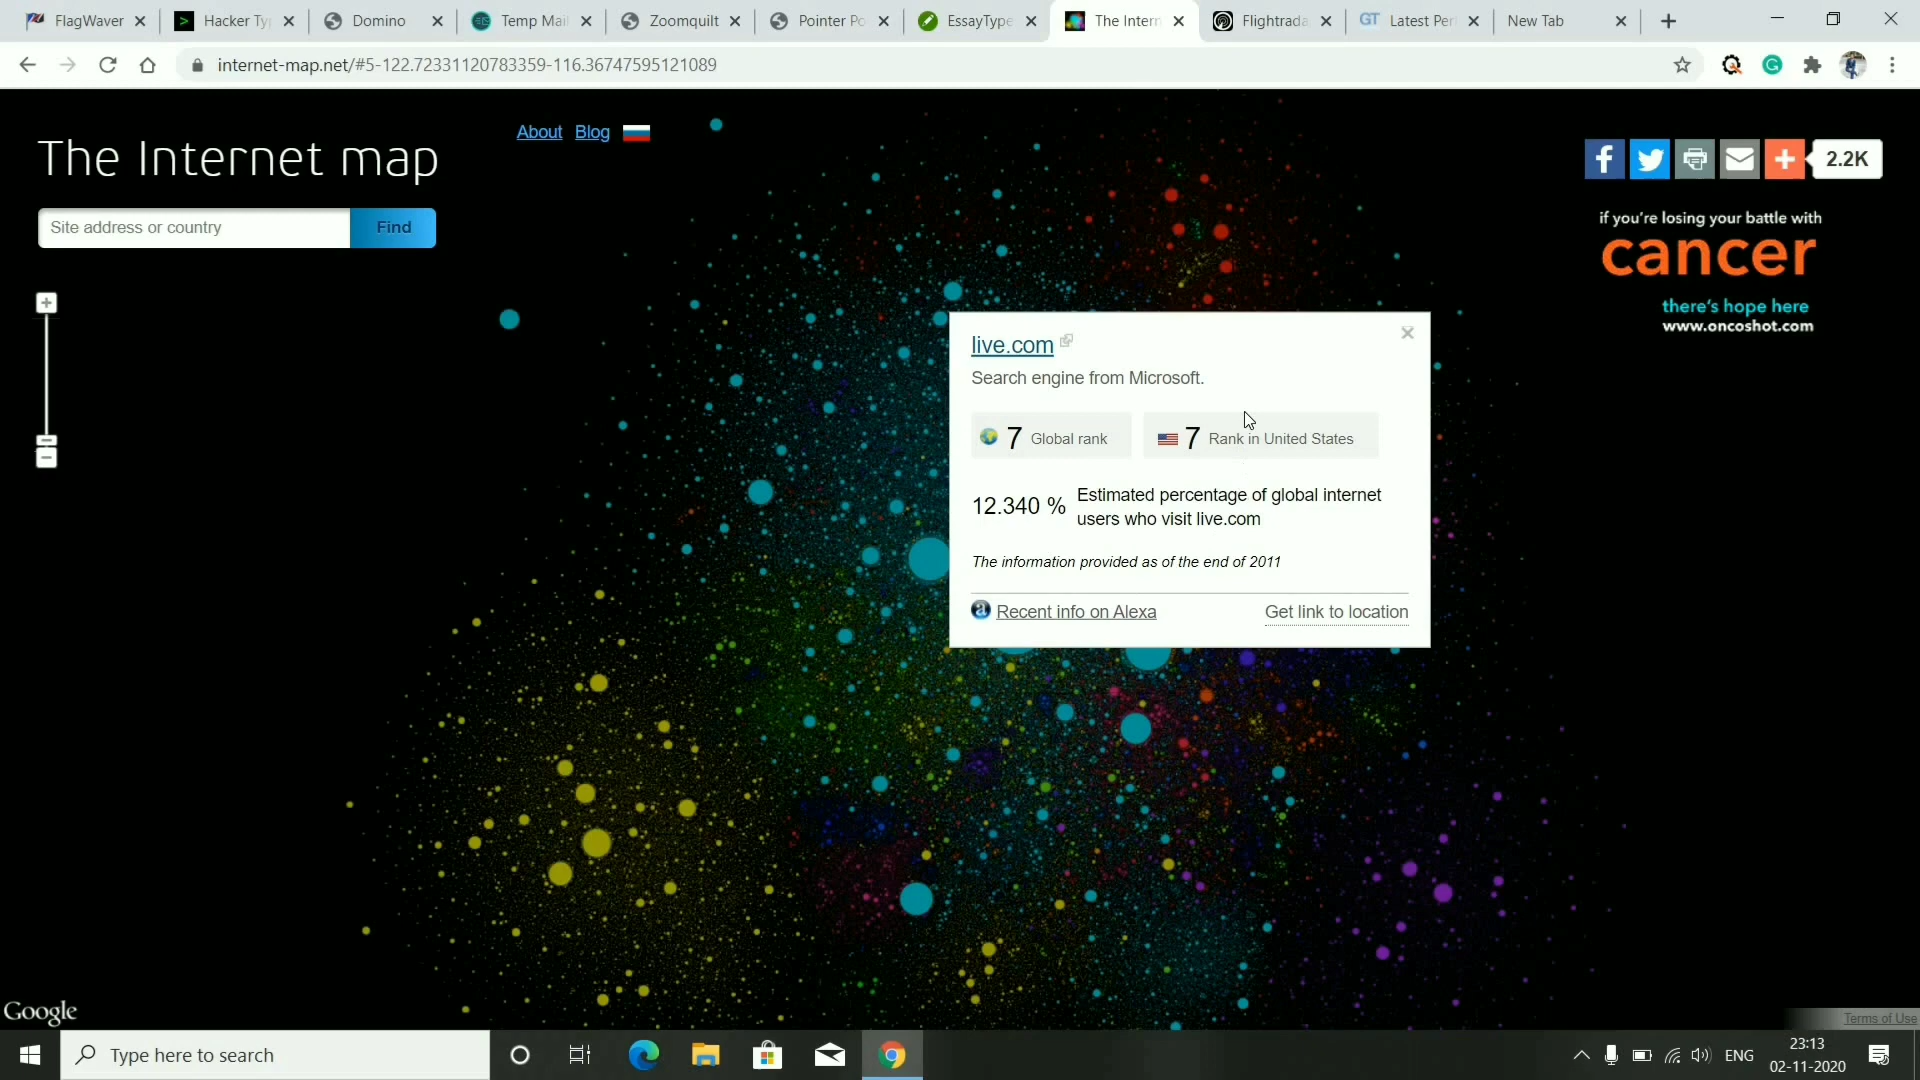 FlagWaver
Hacker Ty
Domino
Temp Mai
Zoomquilt
Pointer Po
EssayType
The Intern
Flightrada
GT Latest Per
New Tab
internet-map.net/#5-122.72331120783359-116.36747595121089
The Internet map
About Blog
Site address or country
Find
2.2K
if you're losing your battle with
cancer
there's hope here
www.oncoshot.com
live.com
Search engine from Microsoft.
7 Global rank
7 Rank in United States
12.340 %
Estimated percentage of global internet
users who visit live.com
The information provided as of the end of 2011
Recent info on Alexa
Get link to location
Google
Terms of Use
Type here to search
ENG
23:13
02-11-2020